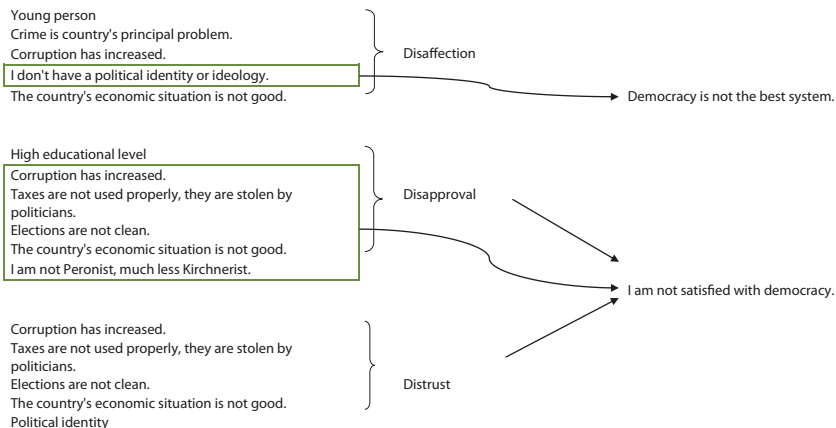 Young person
Crime is country's principal problem.
Corruption has increased.
I don't have a political identity or ideology.
The country's economic situation is not good.
Disaffection
Democracy is not the best system.
High educational level
Corruption has increased.
Taxes are not used properly, they are stolen by
politicians.
Elections are not clean.
The country's economic situation is not good.
I am not Peronist, much less Kirchnerist.
Disapproval
I am not satisfied with democracy.
Corruption has increased.
Taxes are not used properly, they are stolen by
politicians.
Elections are not clean.
The country's economic situation is not good.
Political identity
Distrust